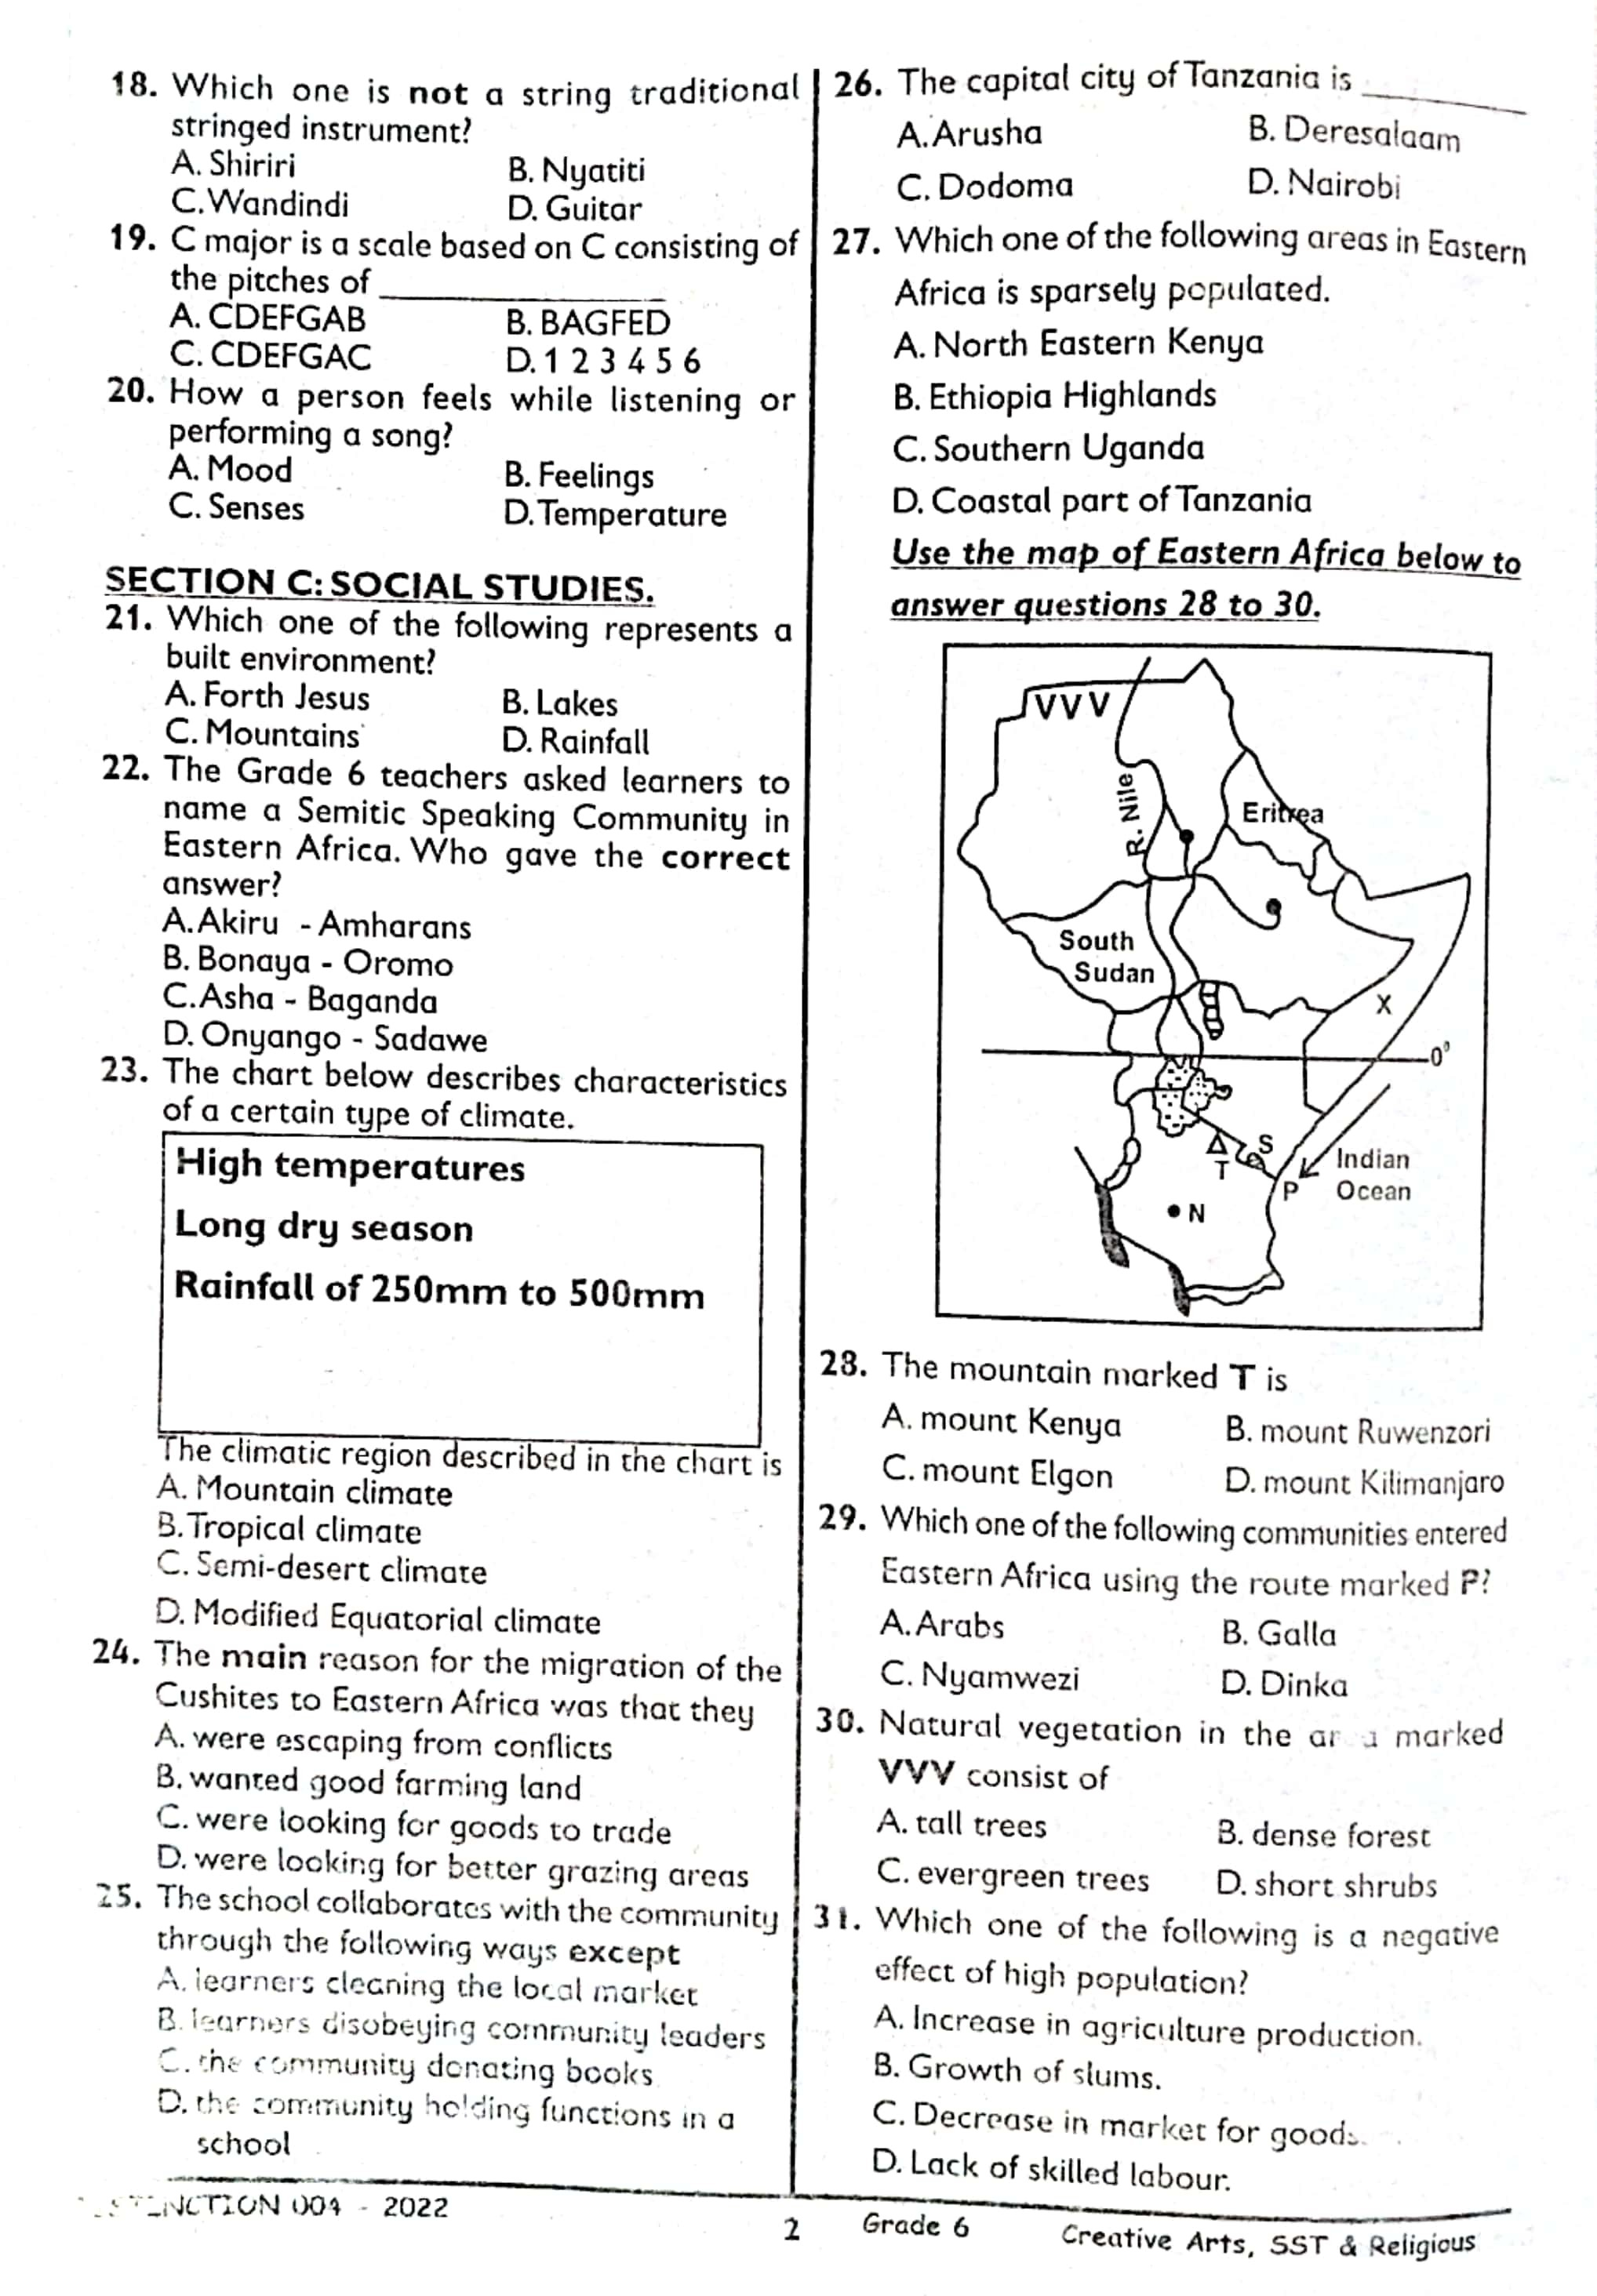 18. Which one is not a string traditional
stringed instrument?
A. Shiriri B. Nyatiti
C. Wandindi D. Guitar
19. C major is a scale based on C consisting of
the pitches of ____________
A. CDEFGAB B. BAGFED
C. CDEFGAC D. 1 2 3 4 5 6
20. How a person feels while listening or
performing a song?
A. Mood B. Feelings
C. Senses D. Temperature
SECTION C: SOCIAL STUDIES.
21. Which one of the following represents a
built environment?
A. Forth Jesus B. Lakes
C. Mountains D. Rainfall
22. The Grade 6 teachers asked learners to
name a Semitic Speaking Community in
Eastern Africa. Who gave the correct
answer?
A. Akiru - Amharans
B. Bonaya - Oromo
C. Asha - Baganda
D. Onyango - Sadawe
23. The chart below describes characteristics
of a certain type of climate.
High temperatures
Long dry season
Rainfall of 250mm to 500mm
The climatic region described in the chart is
A. Mountain climate
B. Tropical climate
C. Semi-desert climate
D. Modified Equatorial climate
24. The main reason for the migration of the
Cushites to Eastern Africa was that they
A. were escaping from conflicts
B. wanted good farming land
C. were looking for goods to trade
D. were looking for better grazing areas
25. The school collaborates with the community
through the following ways except
A. learners cleaning the local market
B. learners disobeying community leaders
C. the community donating books
D. the community holding functions in a
school
26. The capital city of Tanzania is ________
A. Arusha B. Deresalaam
C. Dodoma D. Nairobi
27. Which one of the following areas in Eastern
Africa is sparsely populated.
A. North Eastern Kenya
B. Ethiopia Highlands
C. Southern Uganda
D. Coastal part of Tanzania
Use the map of Eastern Africa below to
answer questions 28 to 30.
VVV
R. Nile
Eritrea
South
Sudan
X
0°
S
T
Indian
Ocean
P
N
28. The mountain marked T is
A. mount Kenya B. mount Ruwenzori
C. mount Elgon D. mount Kilimanjaro
29. Which one of the following communities entered
Eastern Africa using the route marked P?
A. Arabs B. Galla
C. Nyamwezi D. Dinka
30. Natural vegetation in the marked
VVV consist of
A. tall trees B. dense forest
C. evergreen trees D. short shrubs
31. Which one of the following is a negative
effect of high population?
A. Increase in agriculture production.
B. Growth of slums.
C. Decrease in market for goods.
D. Lack of skilled labour.
004 - 2022
2 Grade 6 Creative Arts, SST & Religious